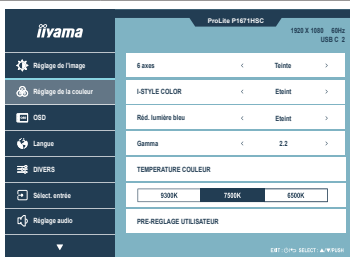 iiyama
ProLite P1671HSC
1920 X 1080 60Hz
USB C 2
Réglage de l'Image
Réglage de la couleur
OSD
Langue
DIVERS
Sélect. entrée
Réglage audio
6 axes < Teinte >
I-STYLE COLOR < Eteint >
Réd. lumière bleu < Eteint >
Gamma < 2.2 >
TEMPERATURE COULEUR
9300K 7500K 6500K
PRE-REGLAGE UTILISATEUR
SELECT : ▲/▼/PUSH